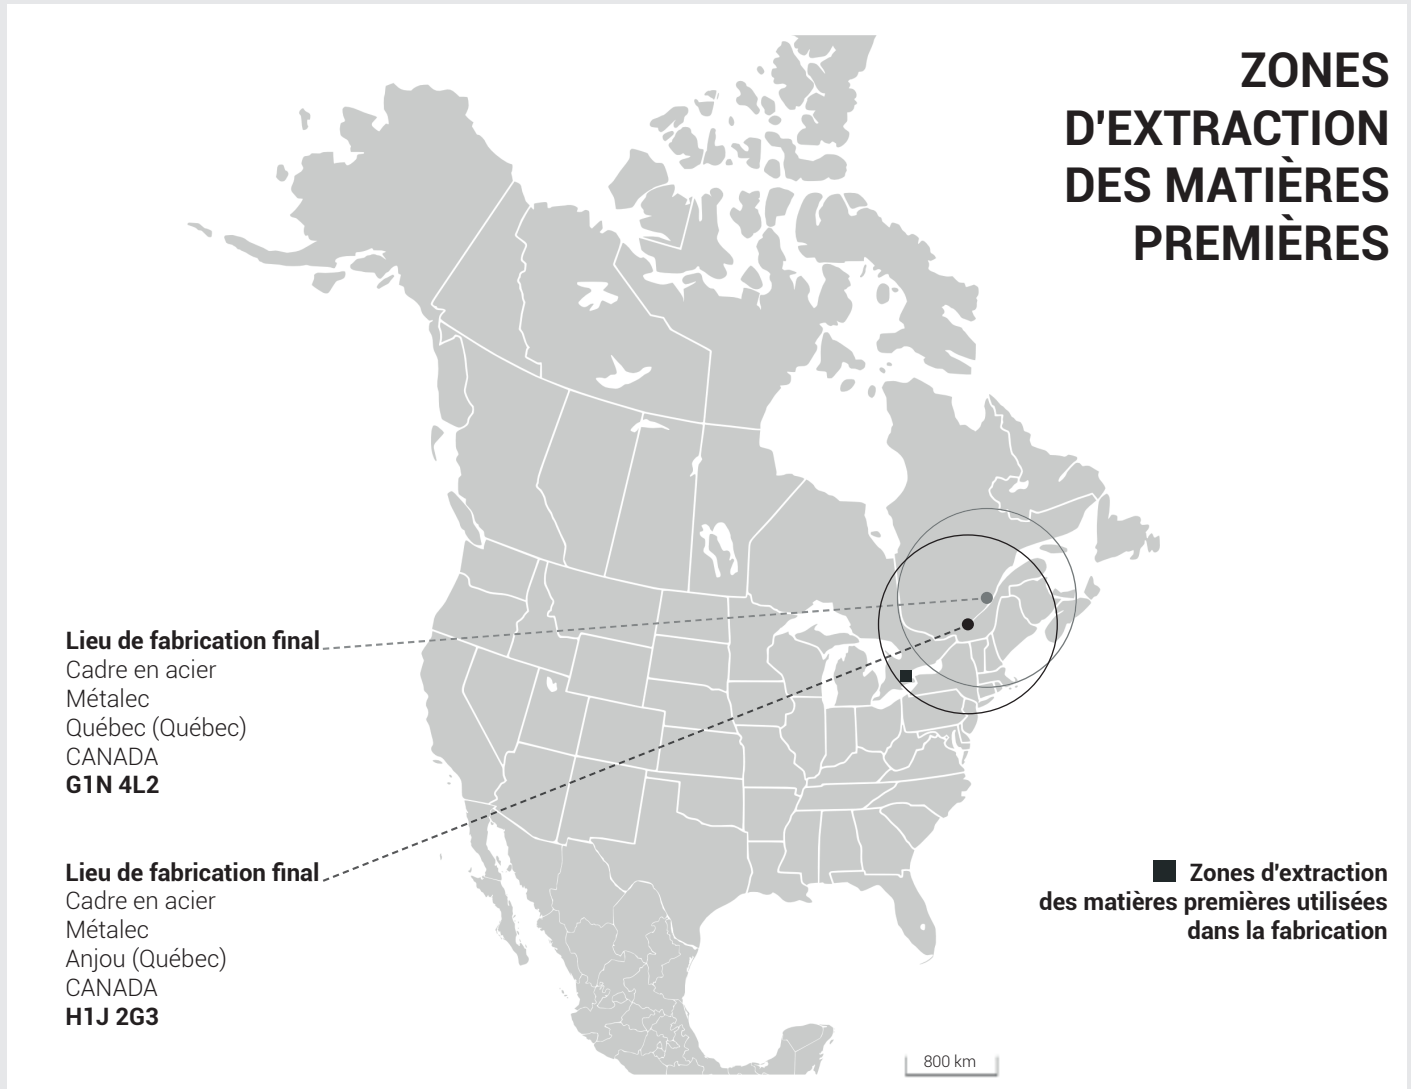 ZONES
D'EXTRACTION
DES MATIÈRES
PREMIÈRES
Lieu de fabrication final
Cadre en acier
Métalec
Québec (Québec)
CANADA
G1N 4L2
Lieu de fabrication final
Cadre en acier
Métalec
Anjou (Québec)
CANADA
H1J 2G3
Zones d'extraction
des matières premières utilisées
dans la fabrication
800 km